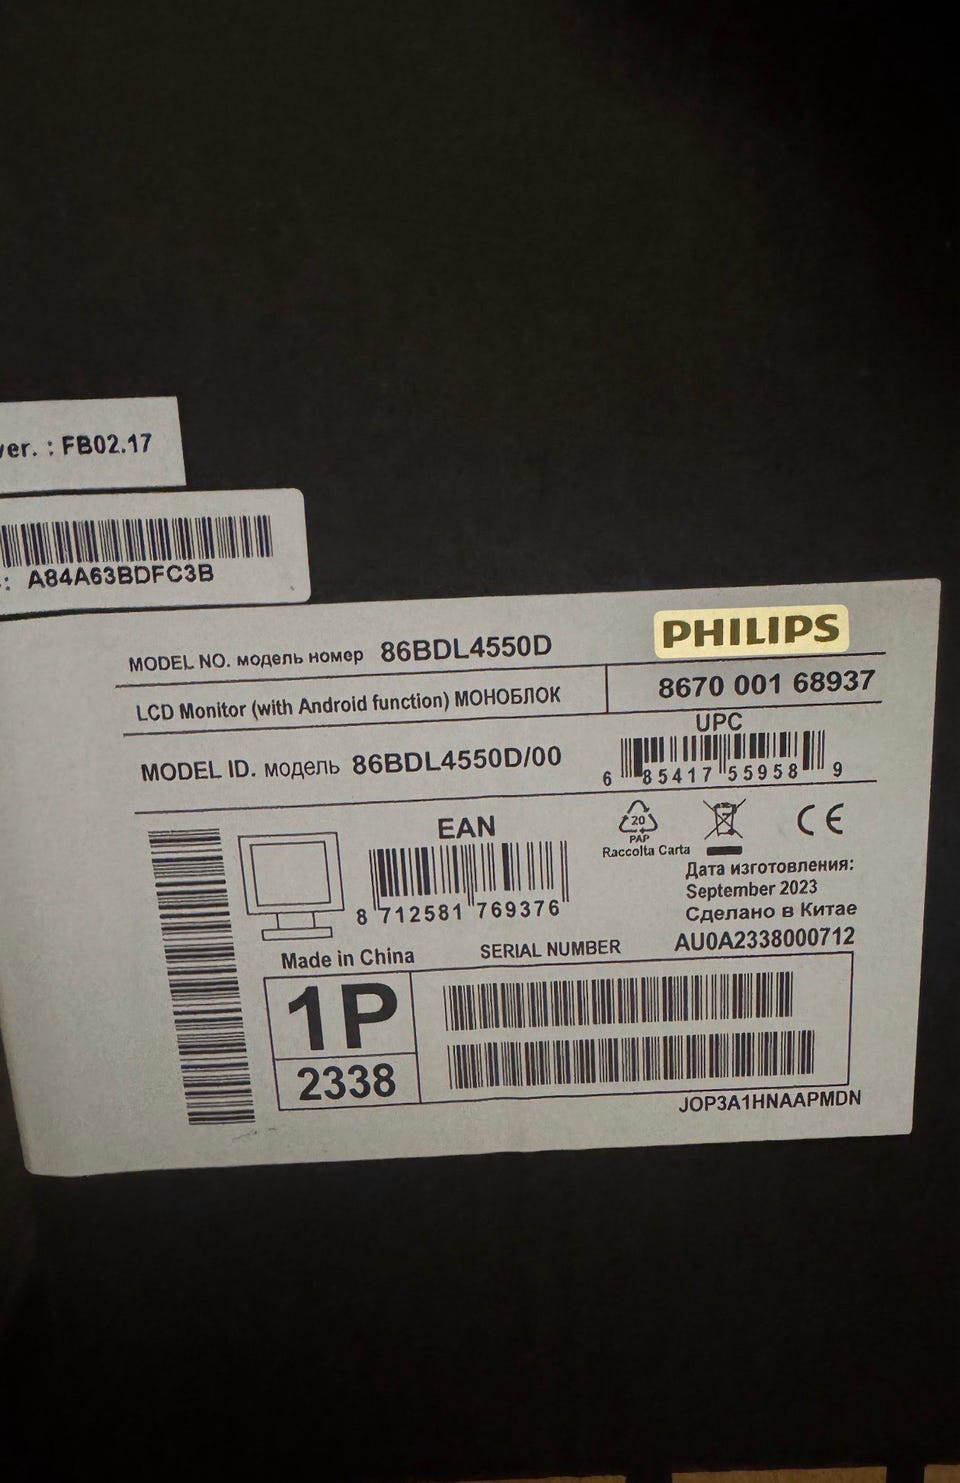 ver. : FB02.17
: A84A63BDFC3B
PHILIPS
MODEL NO. модель номер 86BDL4550D
LCD Monitor (with Android function) МОНОБЛОК
8670 001 68937
MODEL ID. модель 86BDL4550D/00
UPC
6 85417 55958 9
EAN
8 712581 769376
20
PAP
Raccolta Carta
CE
Дата изготовления:
September 2023
Сделано в Китае
Made in China
SERIAL NUMBER
AU0A2338000712
1P
2338
JOP3A1HNAAPMDN